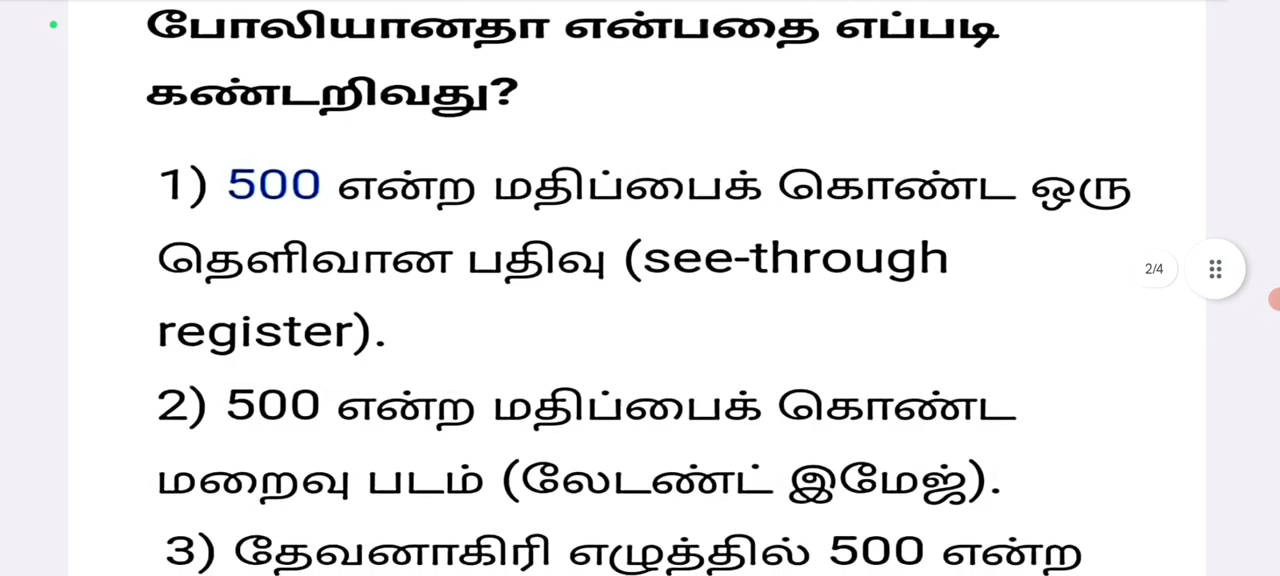 போலியானதா என்பதை எப்படி
கண்டறிவது?
1) 500 என்ற மதிப்பைக் கொண்ட ஒரு
தெளிவான பதிவு (see-through
register).
2) 500 என்ற மதிப்பைக் கொண்ட
மறைவு படம் (லேடண்ட் இமேஜ்).
3) தேவனாகிரி எழுத்தில் 500 என்ற
2/4